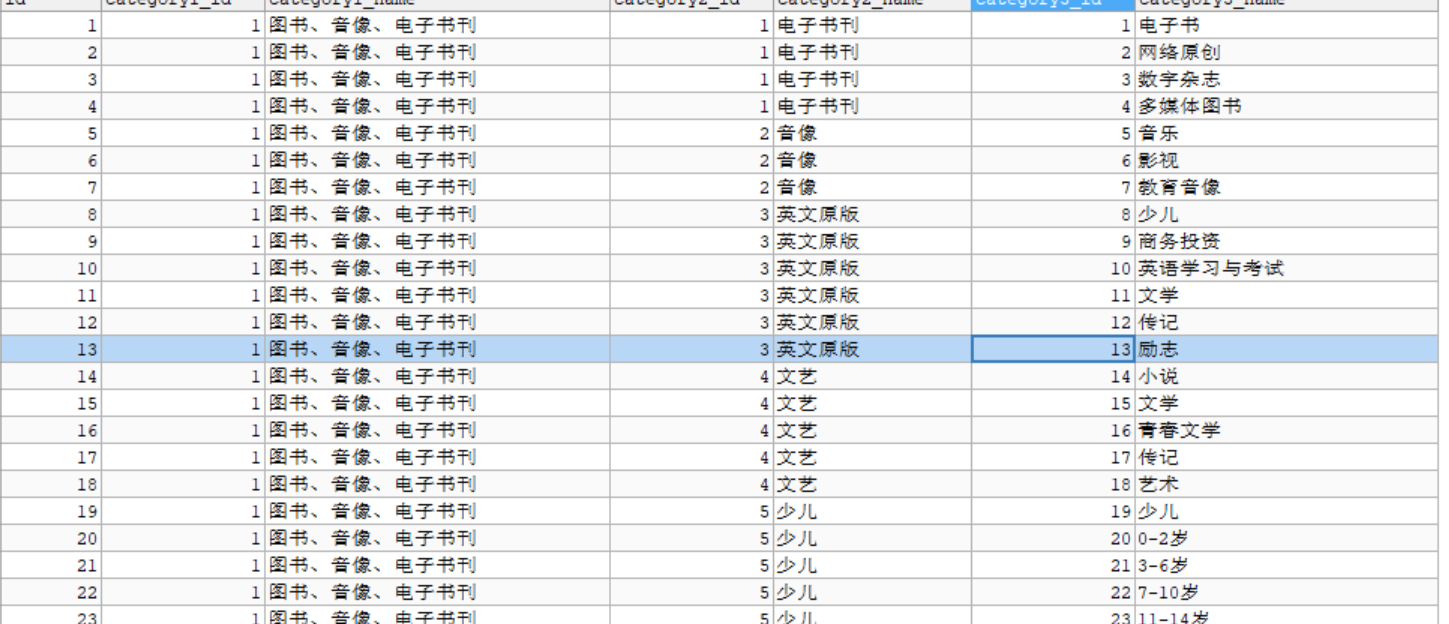 id category1_id category1_name category2_id category2_name category3_id category3_name
1 1 图书、音像、电子书刊 1 电子书刊 1 电子书
2 1 图书、音像、电子书刊 1 电子书刊 2 网络原创
3 1 图书、音像、电子书刊 1 电子书刊 3 数字杂志
4 1 图书、音像、电子书刊 1 电子书刊 4 多媒体图书
5 1 图书、音像、电子书刊 2 音像 5 音乐
6 1 图书、音像、电子书刊 2 音像 6 影视
7 1 图书、音像、电子书刊 2 音像 7 教育音像
8 1 图书、音像、电子书刊 3 英文原版 8 少儿
9 1 图书、音像、电子书刊 3 英文原版 9 商务投资
10 1 图书、音像、电子书刊 3 英文原版 10 英语学习与考试
11 1 图书、音像、电子书刊 3 英文原版 11 文学
12 1 图书、音像、电子书刊 3 英文原版 12 传记
13 1 图书、音像、电子书刊 3 英文原版 13 励志
14 1 图书、音像、电子书刊 4 文艺 14 小说
15 1 图书、音像、电子书刊 4 文艺 15 文学
16 1 图书、音像、电子书刊 4 文艺 16 青春文学
17 1 图书、音像、电子书刊 4 文艺 17 传记
18 1 图书、音像、电子书刊 4 文艺 18 艺术
19 1 图书、音像、电子书刊 5 少儿 19 少儿
20 1 图书、音像、电子书刊 5 少儿 20 0-2岁
21 1 图书、音像、电子书刊 5 少儿 21 3-6岁
22 1 图书、音像、电子书刊 5 少儿 22 7-10岁
23 1 图书、音像、电子书刊 5 少儿 23 11-14岁